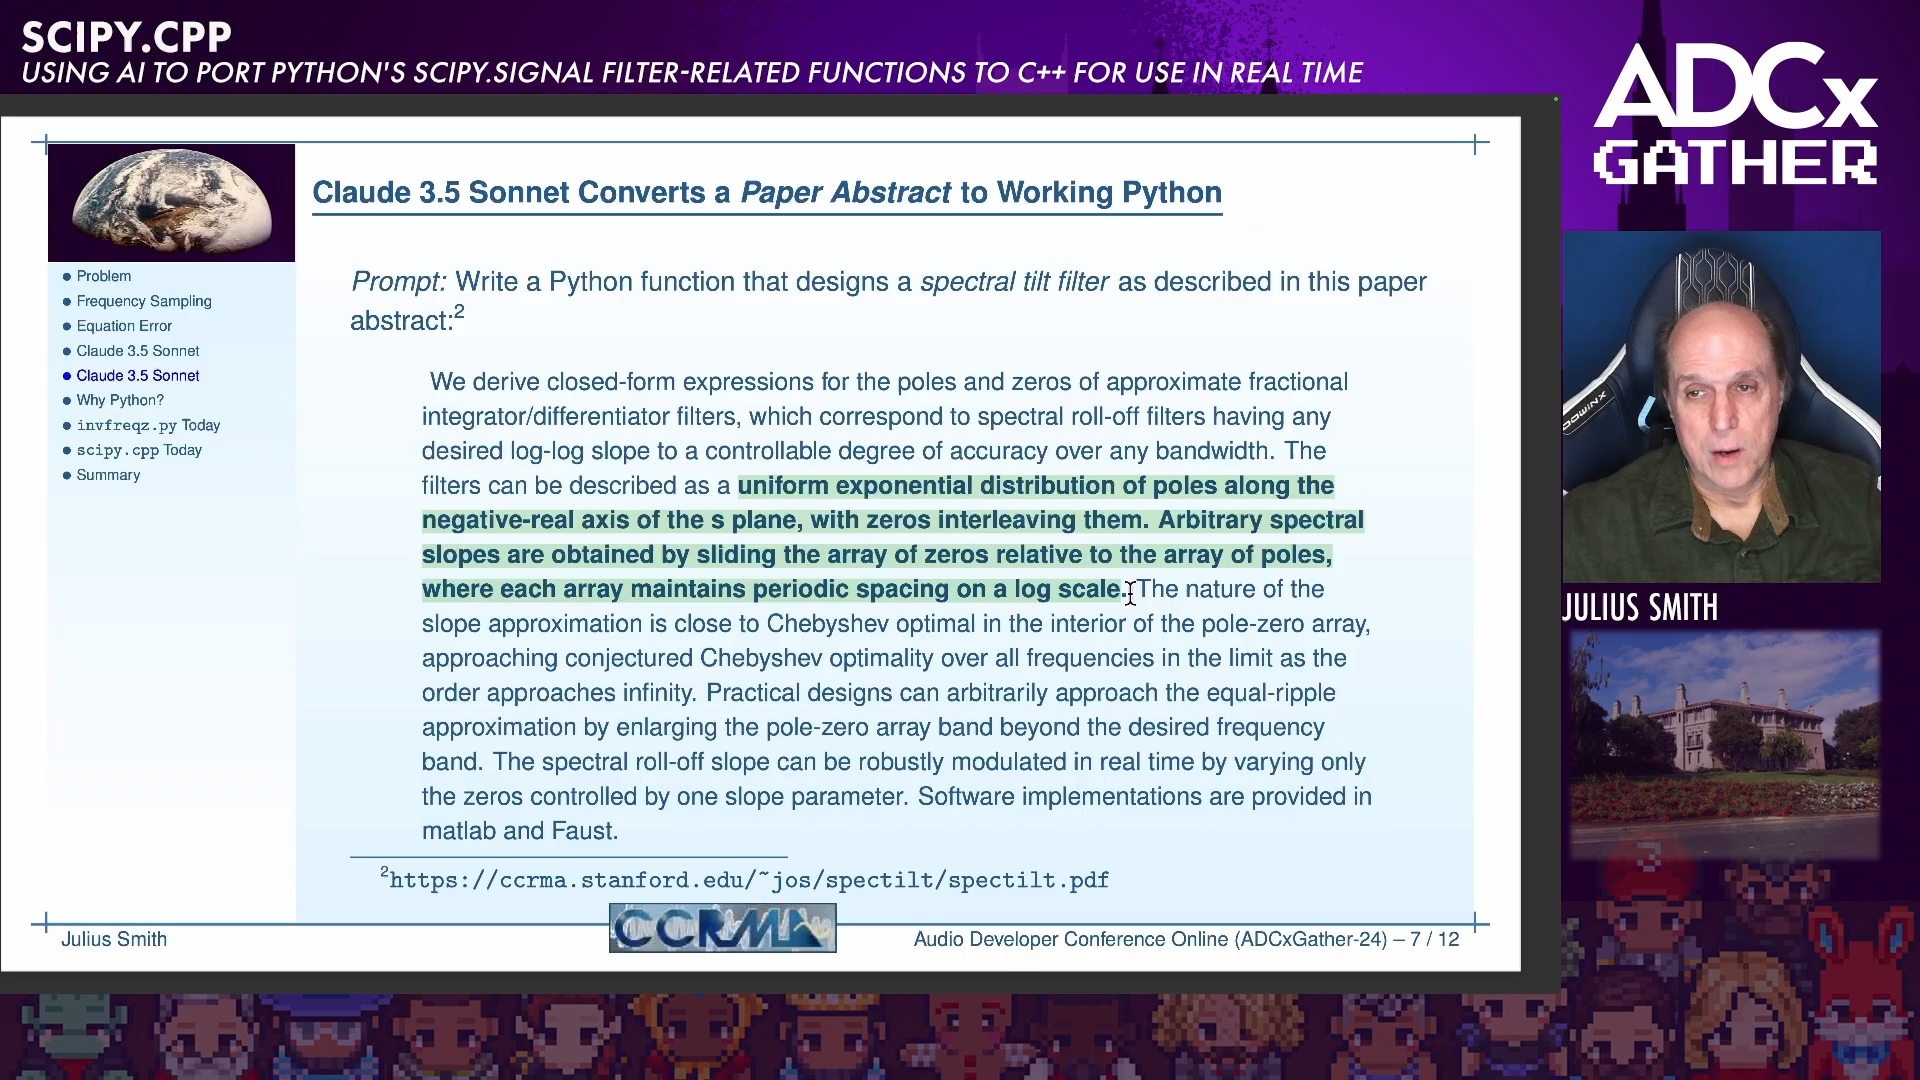 SCIPY.CPP
USING AI TO PORT PYTHON'S SCIPY.SIGNAL FILTER-RELATED FUNCTIONS TO C++ FOR USE IN REAL TIME
ADCx
GATHER
Claude 3.5 Sonnet Converts a Paper Abstract to Working Python
● Problem
● Frequency Sampling
● Equation Error
● Claude 3.5 Sonnet
● Claude 3.5 Sonnet
● Why Python?
● invfreqz.py Today
● scipy.cpp Today
● Summary
Prompt: Write a Python function that designs a spectral tilt filter as described in this paper
abstract:2
We derive closed-form expressions for the poles and zeros of approximate fractional
integrator/differentiator filters, which correspond to spectral roll-off filters having any
desired log-log slope to a controllable degree of accuracy over any bandwidth. The
filters can be described as a uniform exponential distribution of poles along the
negative-real axis of the s plane, with zeros interleaving them. Arbitrary spectral
slopes are obtained by sliding the array of zeros relative to the array of poles,
where each array maintains periodic spacing on a log scale. The nature of the
slope approximation is close to Chebyshev optimal in the interior of the pole-zero array,
approaching conjectured Chebyshev optimality over all frequencies in the limit as the
order approaches infinity. Practical designs can arbitrarily approach the equal-ripple
approximation by enlarging the pole-zero array band beyond the desired frequency
band. The spectral roll-off slope can be robustly modulated in real time by varying only
the zeros controlled by one slope parameter. Software implementations are provided in
matlab and Faust.
2https://ccrma.stanford.edu/~jos/spectilt/spectilt.pdf
Julius Smith
CCRMA
Audio Developer Conference Online (ADCxGather-24) – 7 / 12
JULIUS SMITH
3